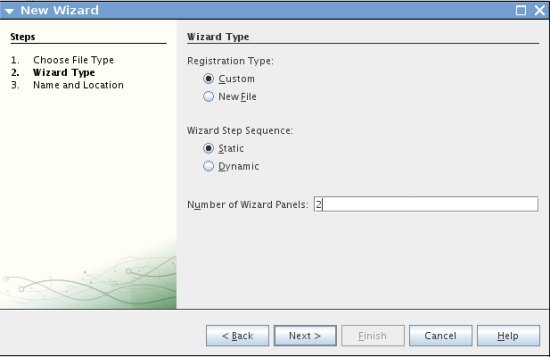 New Wizard
Steps
1. Choose File Type
2. Wizard Type
3. Name and Location
Wizard Type
Registration Type:
Custom
New File
Wizard Step Sequence:
Static
Dynamic
Number of Wizard Panels: 2
< Back
Next >
Finish
Cancel
Help